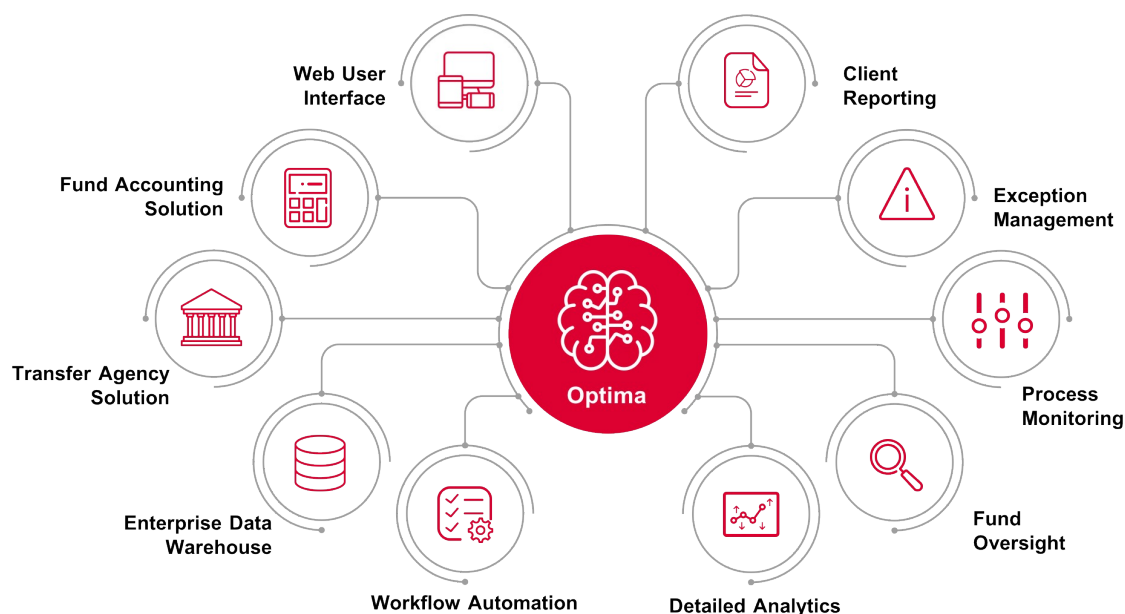 Web User
Interface
Client
Reporting
Fund Accounting
Solution
Exception
Management
Transfer Agency
Solution
Optima
Process
Monitoring
Enterprise Data
Warehouse
Fund
Oversight
Workflow Automation
Detailed Analytics